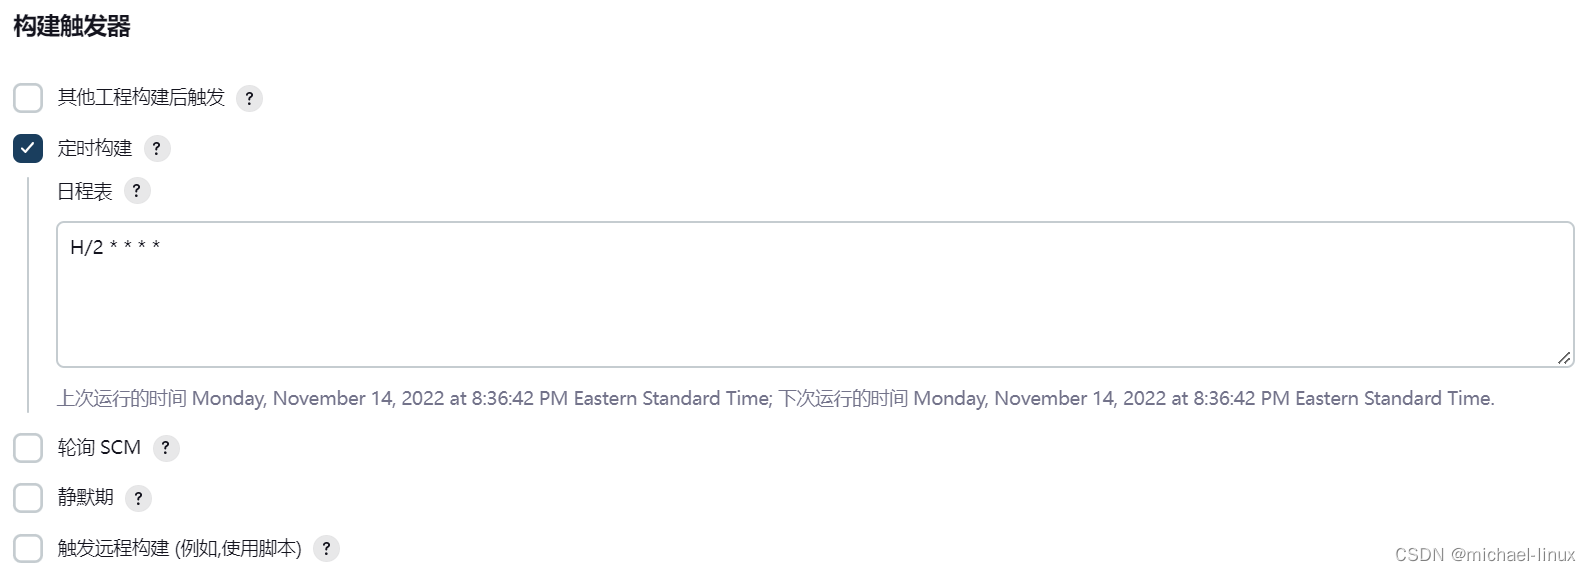 构建触发器
其他工程构建后触发 ?
定时构建 ?
日程表 ?
H/2 * * * *
上次运行的时间 Monday, November 14, 2022 at 8:36:42 PM Eastern Standard Time; 下次运行的时间 Monday, November 14, 2022 at 8:36:42 PM Eastern Standard Time.
轮询 SCM ?
静默期 ?
触发远程构建 (例如,使用脚本) ?
CSDN @michael-linux